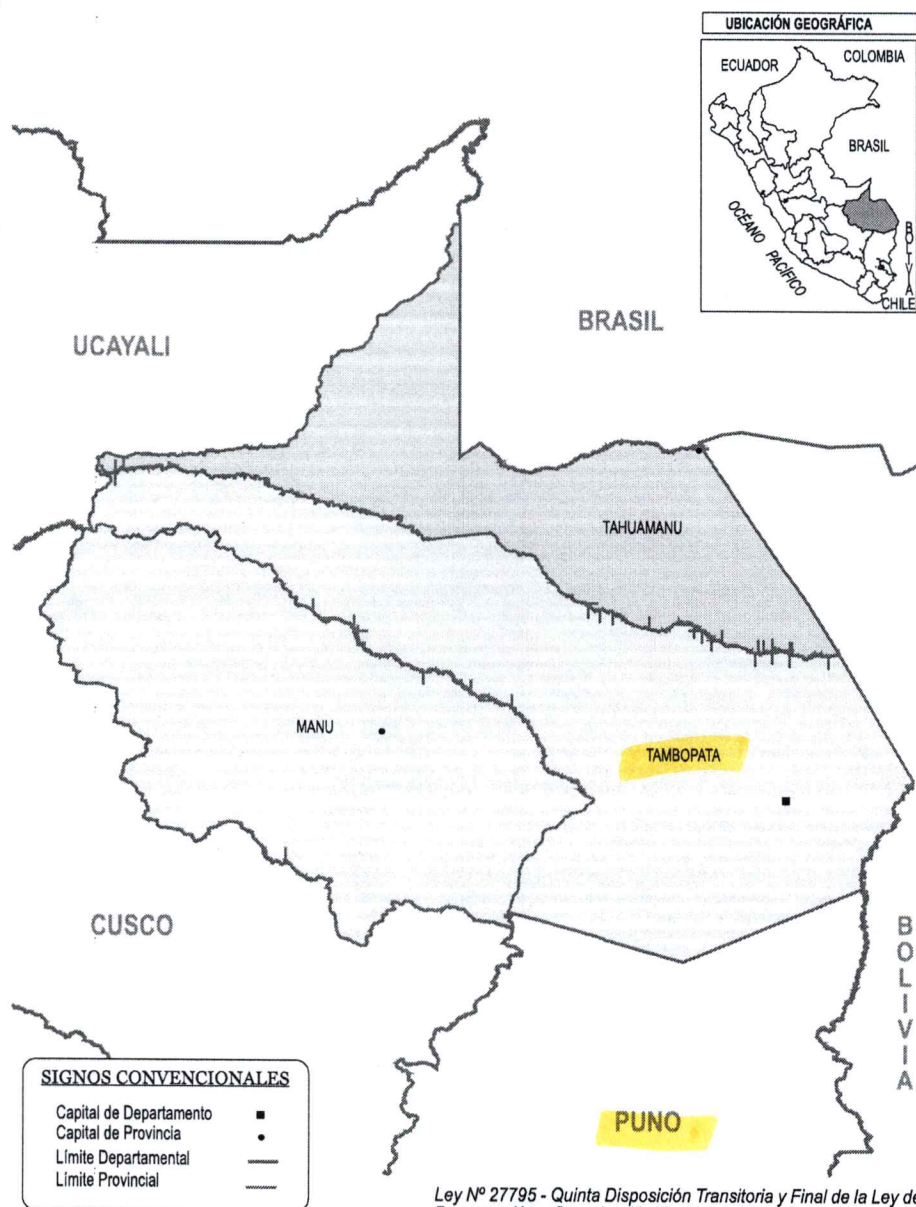 UBICACIÓN GEOGRÁFICA
ECUADOR
COLOMBIA
BRASIL
OCÉANO PACÍFICO
BOLIVIA
CHILE
UCAYALI
BRASIL
TAHUAMANU
MANU
TAMBOPATA
CUSCO
BOLIVIA
PUNO
SIGNOS CONVENCIONALES
Capital de Departamento
Capital de Provincia
Límite Departamental
Límite Provincial
Ley Nº 27795 - Quinta Disposición Transitoria y Final de la Ley de